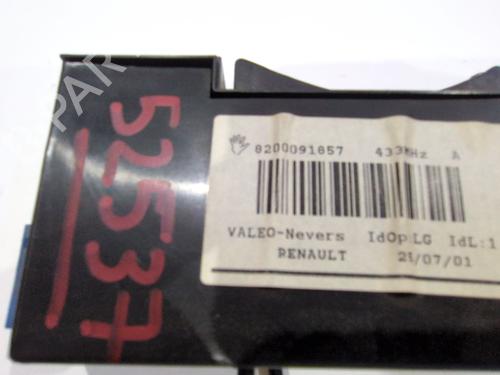 52537
8200091857 433MHz A
VALEO-Nevers IdOp:LG IdL:1
RENAULT 21/07/01